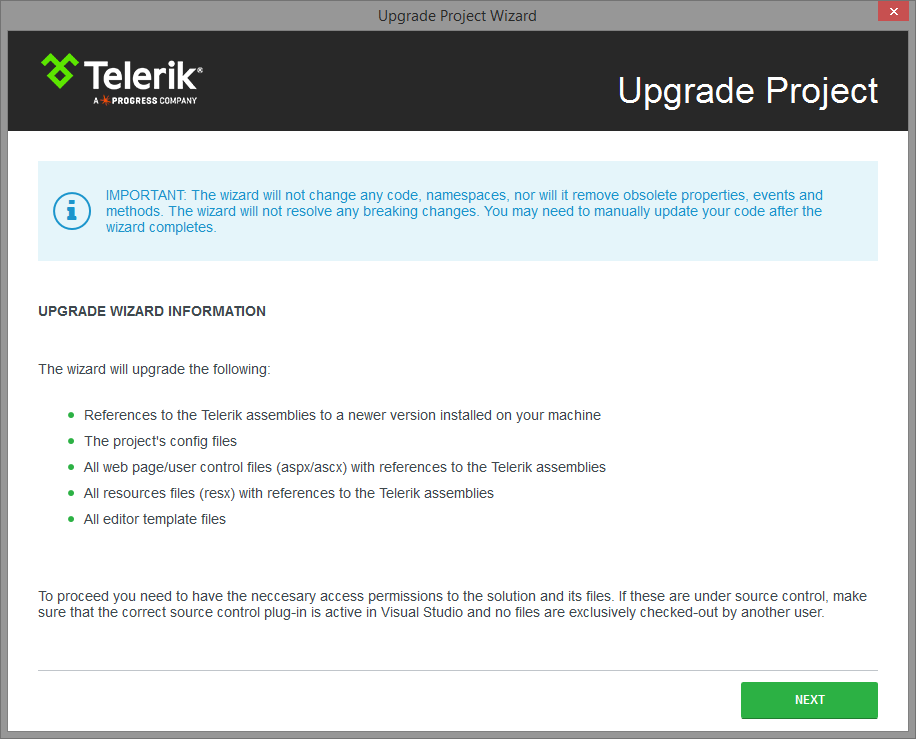 Upgrade Project Wizard
Telerik®
A PROGRESS COMPANY
Upgrade Project
IMPORTANT: The wizard will not change any code, namespaces, nor will it remove obsolete properties, events and
methods. The wizard will not resolve any breaking changes. You may need to manually update your code after the
wizard completes.
UPGRADE WIZARD INFORMATION
The wizard will upgrade the following:
References to the Telerik assemblies to a newer version installed on your machine
The project's config files
All web page/user control files (aspx/ascx) with references to the Telerik assemblies
All resources files (resx) with references to the Telerik assemblies
All editor template files
To proceed you need to have the neccesary access permissions to the solution and its files. If these are under source control, make
sure that the correct source control plug-in is active in Visual Studio and no files are exclusively checked-out by another user.
NEXT